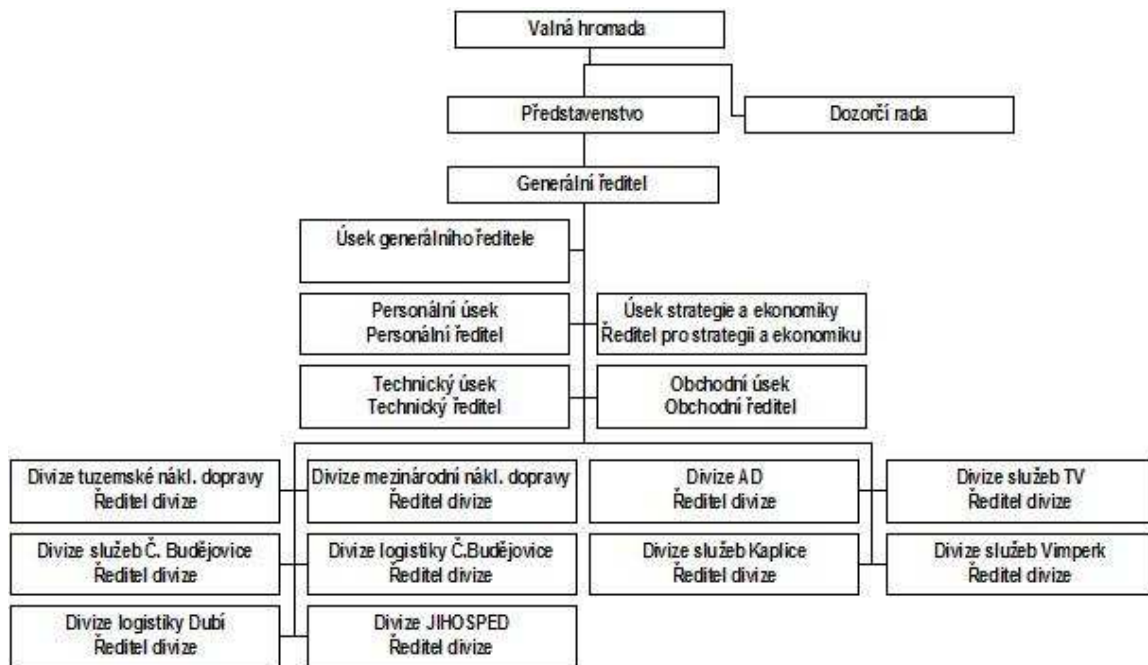 Valná hromada
Představenstvo
Dozorčí rada
Generální ředitel
Úsek generálního ředitele
Personální úsek
Personální ředitel
Úsek strategie a ekonomiky
Ředitel pro strategii a ekonomiku
Technický úsek
Technický ředitel
Obchodní úsek
Obchodní ředitel
Divize tuzemské nákl. dopravy
Ředitel divize
Divize mezinárodní nákl. dopravy
Ředitel divize
Divize AD
Ředitel divize
Divize služeb TV
Ředitel divize
Divize služeb Č. Budějovice
Ředitel divize
Divize logistiky Č.Budějovice
Ředitel divize
Divize služeb Kaplice
Ředitel divize
Divize služeb Vimperk
Ředitel divize
Divize logistiky Dubí
Ředitel divize
Divize JIHOSPED
Ředitel divize